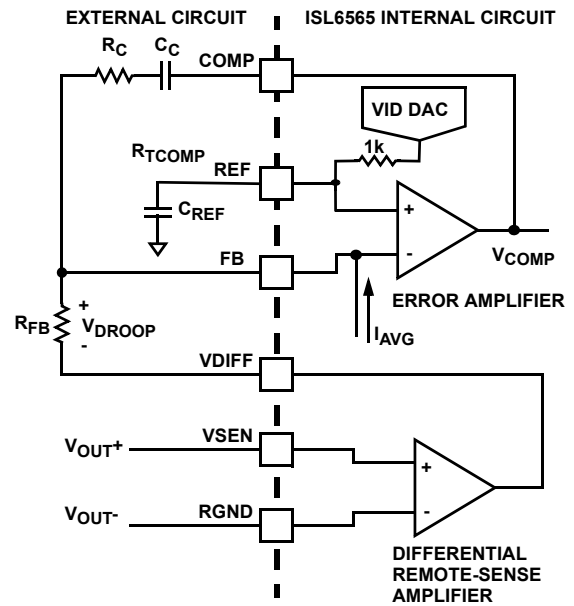 EXTERNAL CIRCUIT
ISL6565 INTERNAL CIRCUIT
RC
CC
COMP
VID DAC
RTCOMP
REF
1k
CREF
+
-
VCOMP
FB
ERROR AMPLIFIER
IAVG
RFB
+
VDROOP
-
VDIFF
VOUT+
VSEN
+
VOUT-
RGND
-
DIFFERENTIAL
REMOTE-SENSE
AMPLIFIER